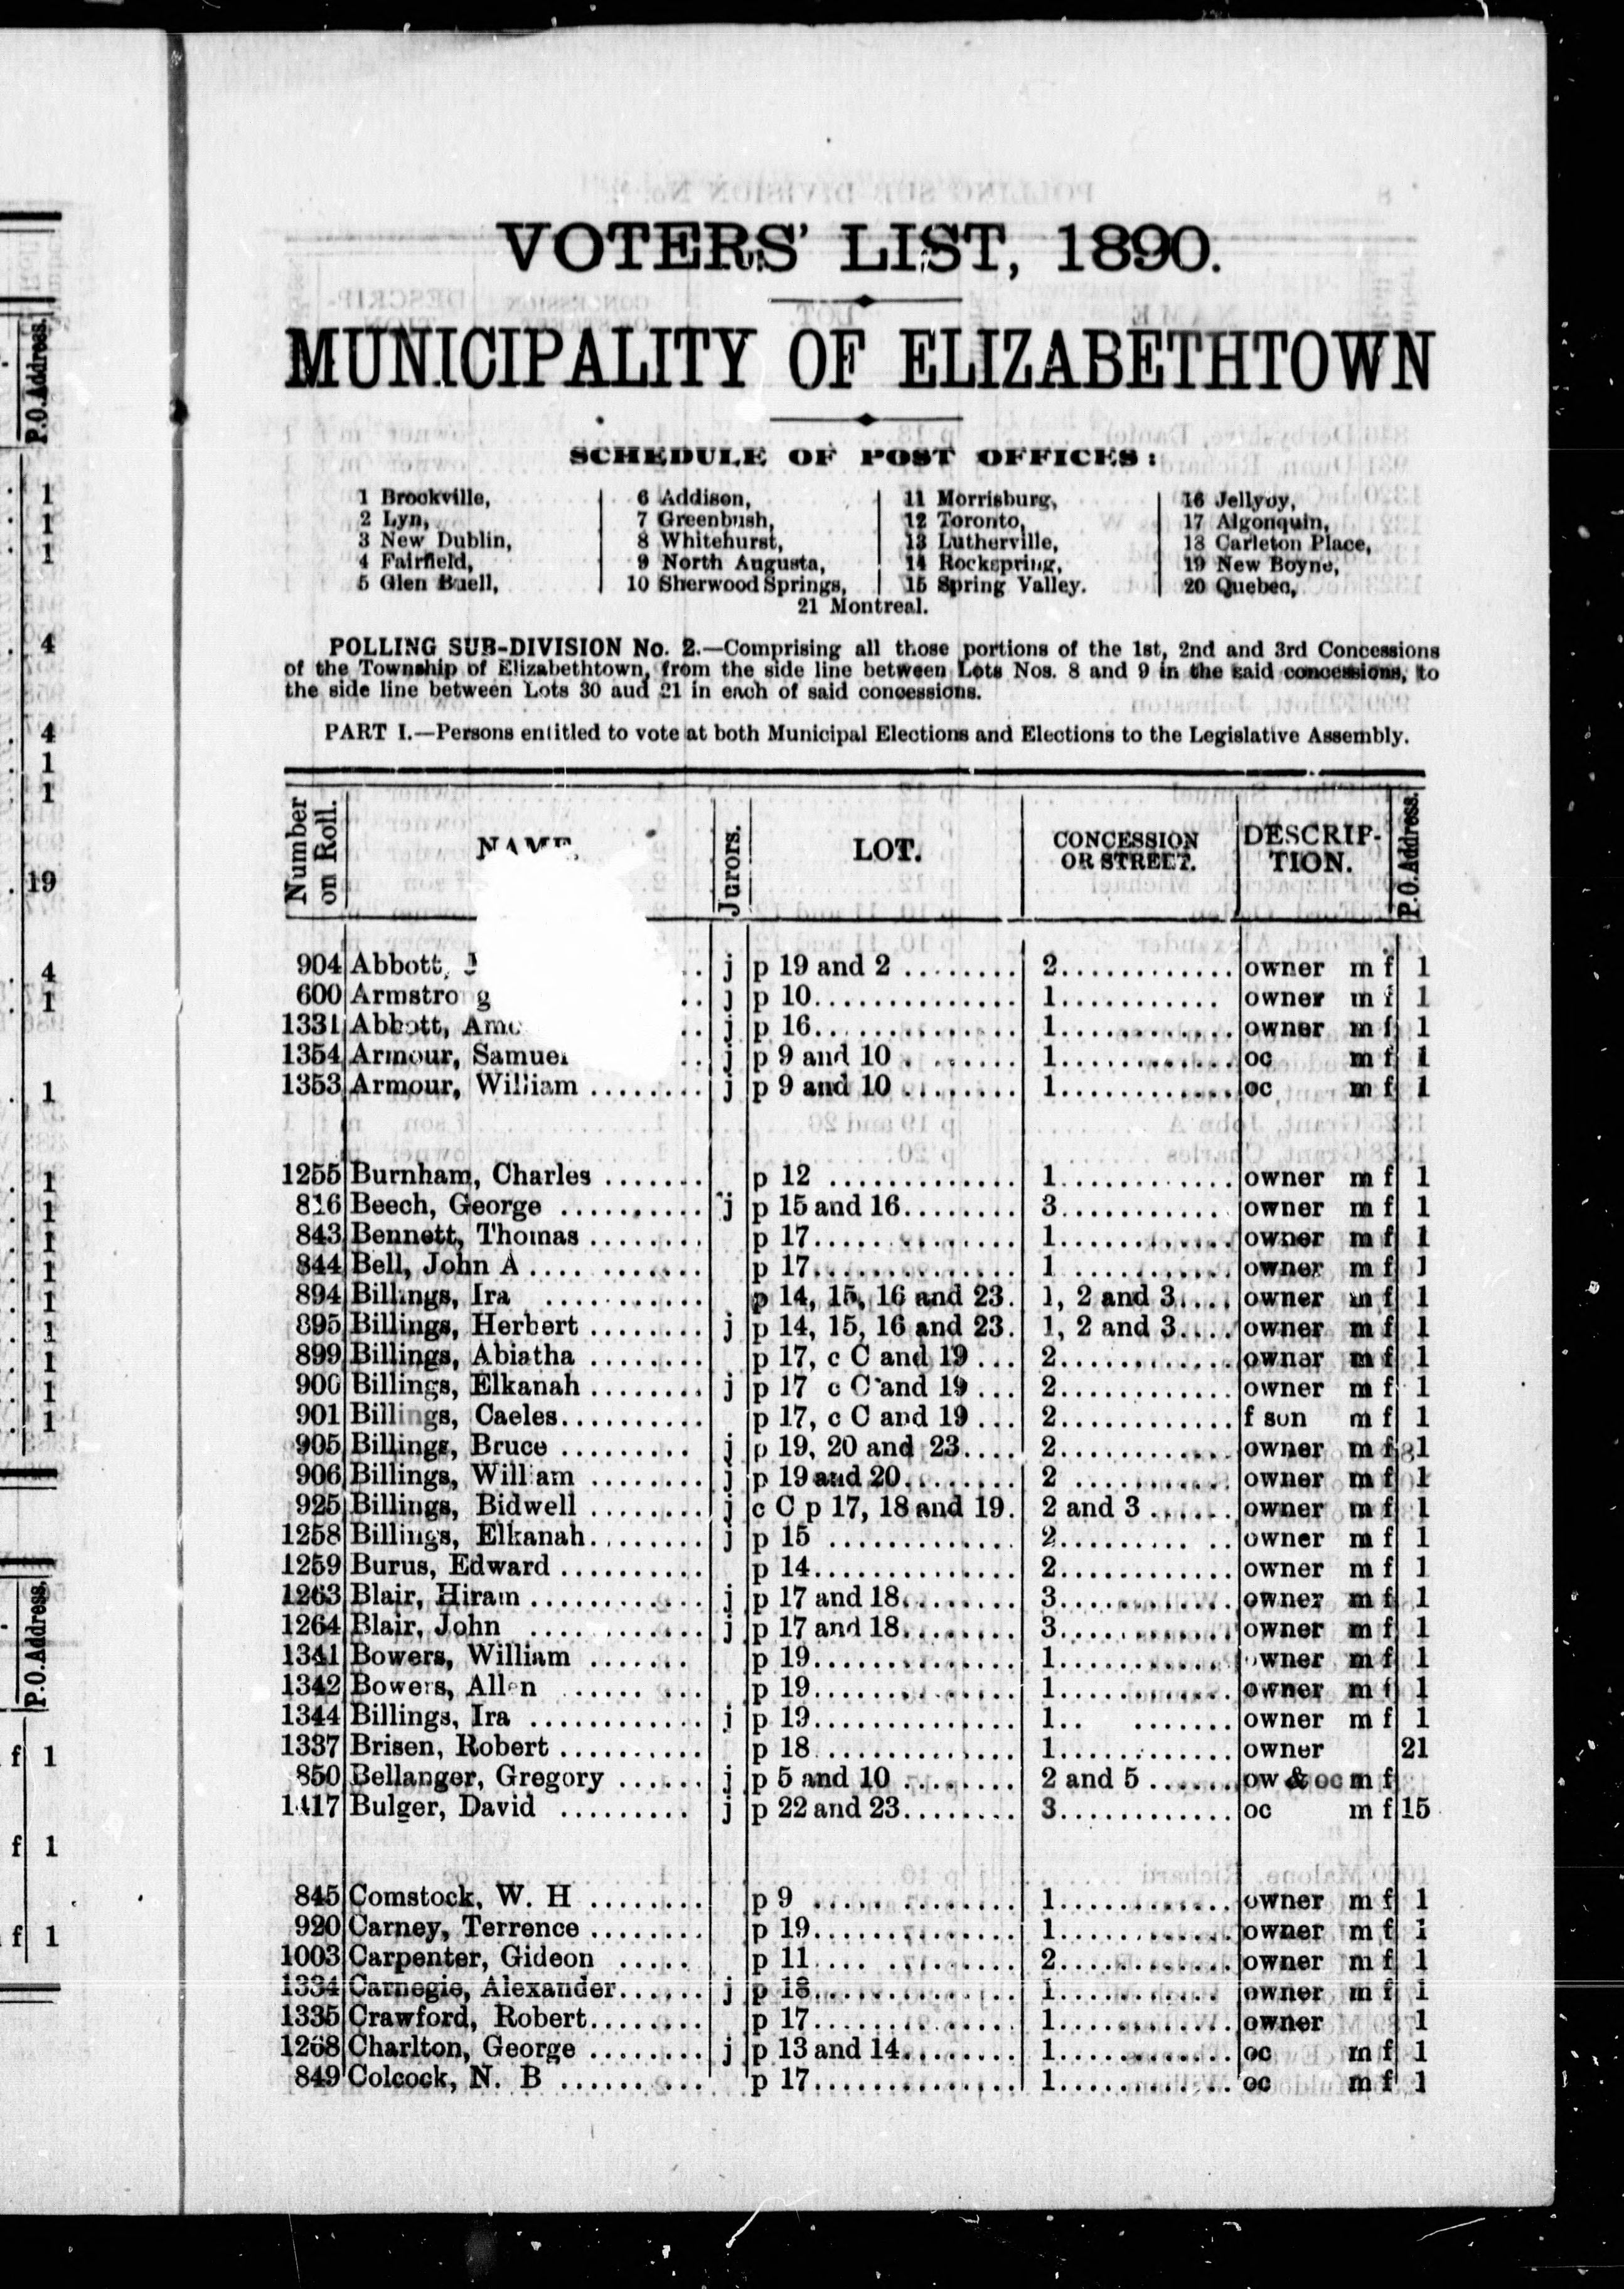 VOTERS' LIST, 1890.
MUNICIPALITY OF ELIZABETHTOWN
SCHEDULE OF POST OFFICES:
1 Brockville, 6 Addison, 11 Morrisburg, 16 Jellyoy,
2 Lyn, 7 Greenbush, 12 Toronto, 17 Algonquin,
3 New Dublin, 8 Whitehurst, 13 Lutherville, 18 Carleton Place,
4 Fairfield, 9 North Augusta, 14 Rockspring, 19 New Boyne,
5 Glen Buell, 10 Sherwood Springs, 15 Spring Valley. 20 Quebec,
21 Montreal.
POLLING SUB-DIVISION No. 2.—Comprising all those portions of the 1st, 2nd and 3rd Concessions
of the Township of Elizabethtown, from the side line between Lots Nos. 8 and 9 in the said concessions, to
the side line between Lots 30 aud 21 in each of said concessions.
PART I.—Persons entitled to vote at both Municipal Elections and Elections to the Legislative Assembly.
Number on Roll. NAME. Jurors. LOT. CONCESSION OR STREET. DESCRIP-TION. P.O. Address.
904 Abbott, .. j p 19 and 2 ........ 2............. owner m f 1
600 Armstrong .. j p 10............... 1............ owner m f 1
1331 Abbott, .. j p 16............... 1............. owner m f 1
1354 Armour, Samuel .. j p 9 and 10 ........ 1............. oc m f 1
1353 Armour, William ........ j p 9 and 10 ........ 1............. oc m f 1
1255 Burnham, Charles ....... p 12 .............. 1............. owner m f 1
816 Beech, George .......... j p 15 and 16........ 3............ owner m f 1
843 Bennett, Thomas ........ p 17............... 1............. owner m f 1
844 Bell, John A ............ p 17............... 1 ............ owner m f 1
894 Billings, Ira .......... p 14, 15, 16 and 23. 1, 2 and 3.... owner m f 1
895 Billings, Herbert ........ j p 14, 15, 16 and 23. 1, 2 and 3.... owner m f 1
899 Billings, Abiatha ........ p 17, c C and 19 ... 2............. owner m f 1
900 Billings, Elkanah ........ j p 17 c C and 19 ... 2............. owner m f 1
901 Billings, Caeles.......... p 17, c C and 19 ... 2............. f son m f 1
905 Billings, Bruce ......... j p 19, 20 and 23.... 2............. owner m f 1
906 Billings, William ........ j p 19 and 20........ 2 ............ owner m f 1
925 Billings, Bidwell ........ j c C p 17, 18 and 19. 2 and 3 ...... owner m f 1
1258 Billings, Elkanah........ j p 15 .............. 2......... .. owner m f 1
1259 Burus, Edward .......... p 14............... 2............. owner m f 1
1263 Blair, Hiram ............ j p 17 and 18........ 3............. owner m f 1
1264 Blair, John ............ j p 17 and 18........ 3............. owner m f 1
1341 Bowers, William ....... p 19............... 1............. owner m f 1
1342 Bowers, Allen ..... ... p 19............... 1............. owner m f 1
1344 Billings, Ira ............ j p 19............... 1.. ....... owner m f 1
1337 Brisen, Robert .......... p 18............... 1............. owner 21
850 Bellanger, Gregory ...... j p 5 and 10 ........ 2 and 5 ...... ow & oc m f
1417 Bulger, David ......... j p 22 and 23........ 3............. oc m f 15
845 Comstock, W. H ........ p 9 ..... ........ 1............. owner m f 1
920 Carney, Terrence ........ p 19............... 1............. owner m f 1
1003 Carpenter, Gideon ..... p 11.... ......... 2............. owner m f 1
1334 Carnegie, Alexander...... j p 18............... 1............ owner m f 1
1335 Crawford, Robert........ p 17............... 1............. owner 1
1268 Charlton, George ........ j p 13 and 14........ 1............. oc m f 1
849 Colcock, N. B .......... p 17............... 1............. oc m f 1